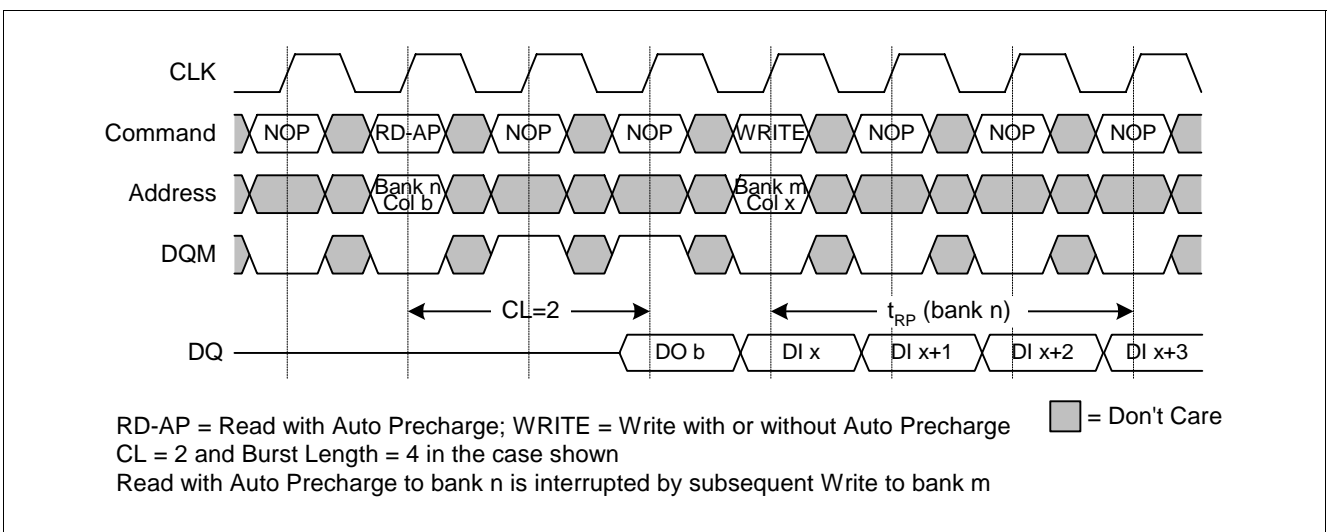 CLK
Command NOP RD-AP NOP NOP WRITE NOP NOP NOP
Address Bank n Col b Bank m Col x
DQM
CL=2 tRP (bank n)
DQ DO b DI x DI x+1 DI x+2 DI x+3
RD-AP = Read with Auto Precharge; WRITE = Write with or without Auto Precharge = Don't Care
CL = 2 and Burst Length = 4 in the case shown
Read with Auto Precharge to bank n is interrupted by subsequent Write to bank m